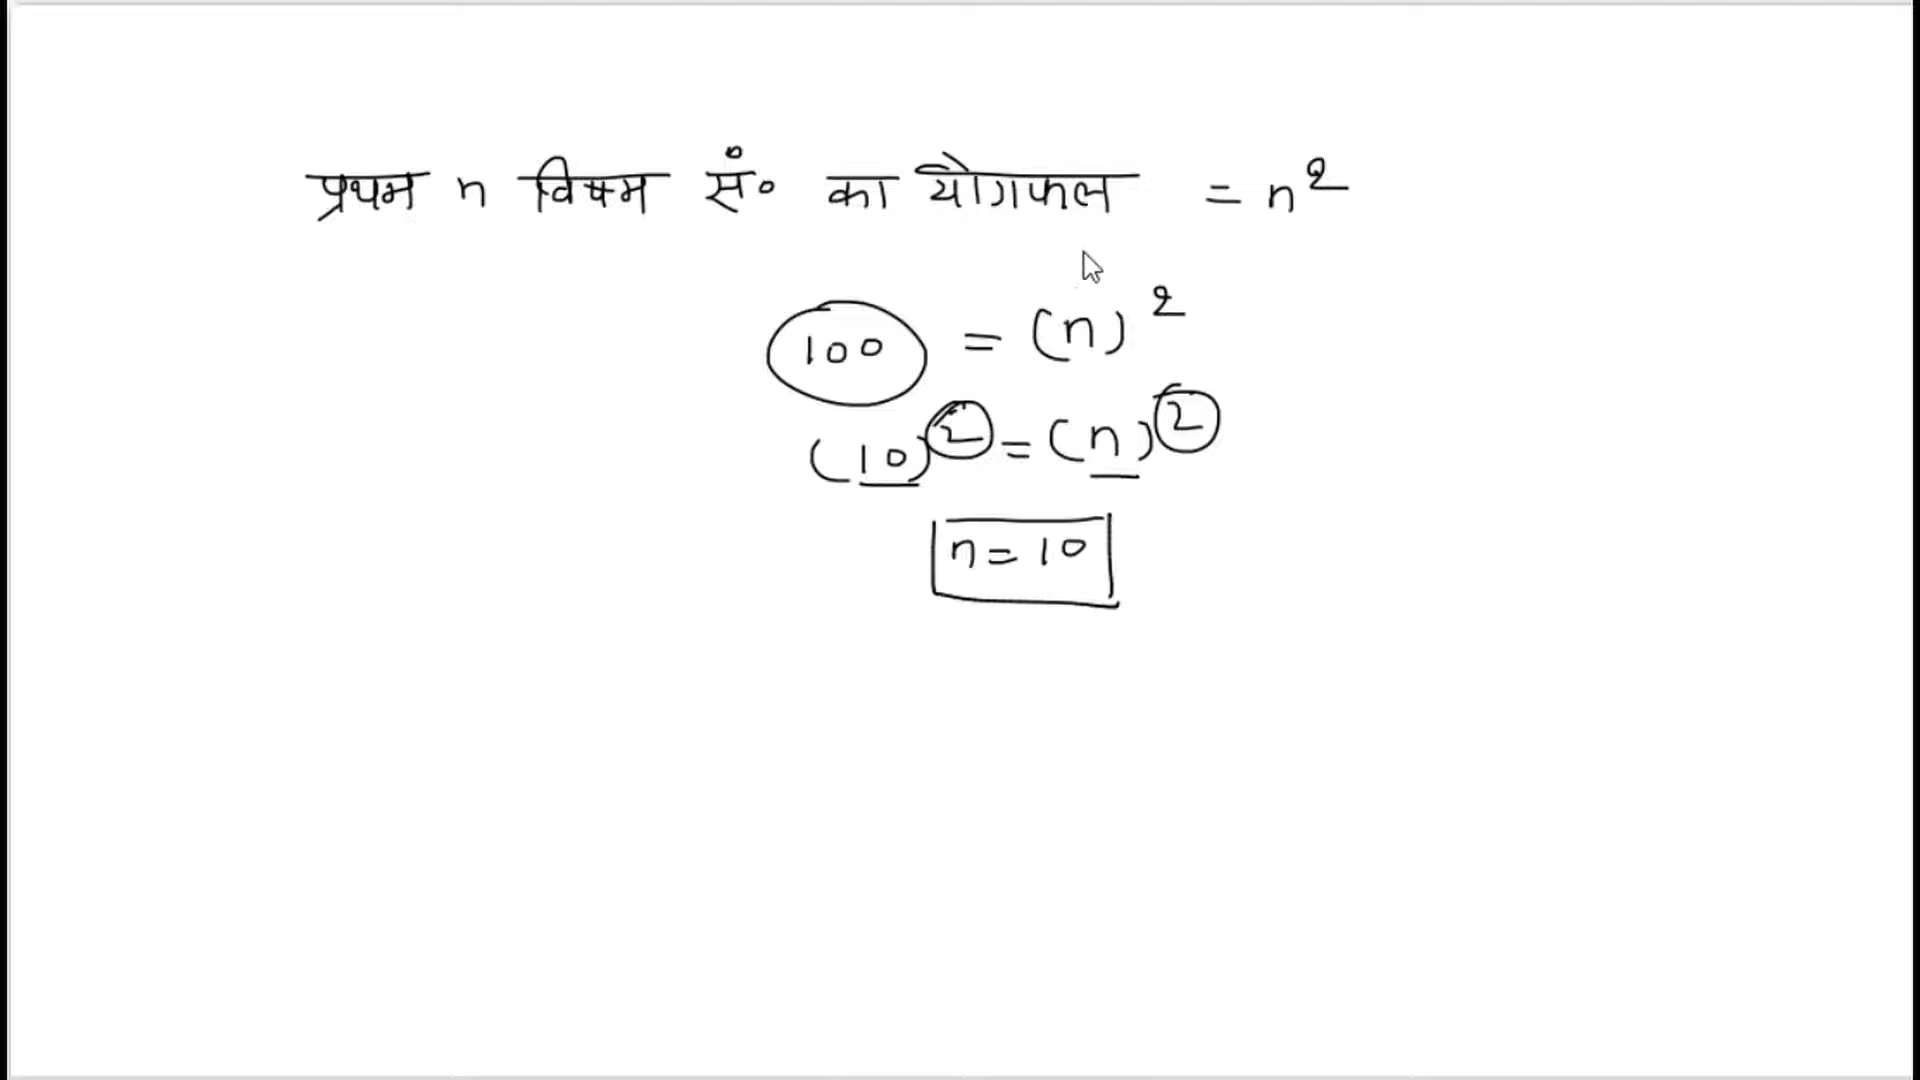 प्रथम n विषम सं० का योगफल = n²
100 = (n)²
(10)² = (n)²
n = 10